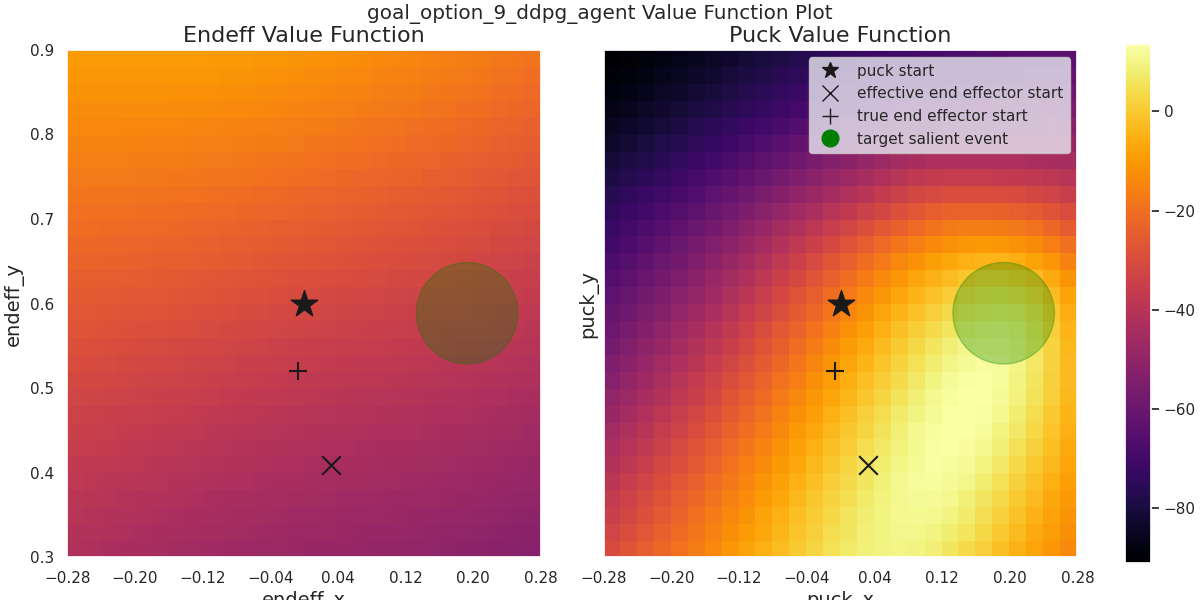 goal_option_9_ddpg_agent Value Function Plot
Endeff Value Function
Puck Value Function
endeff_y
0.9
0.8
0.7
0.6
0.5
0.4
0.3
−0.28 −0.20 −0.12 −0.04 0.04 0.12 0.20 0.28
endeff_x
puck_y
puck start
effective end effector start
true end effector start
target salient event
−0.28 −0.20 −0.12 −0.04 0.04 0.12 0.20 0.28
puck_x
0
−20
−40
−60
−80